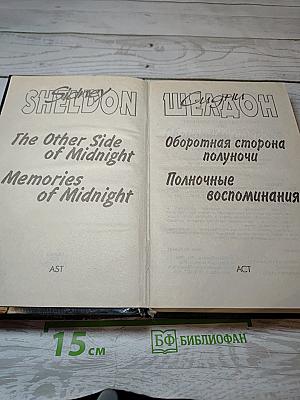 Sidney
SHELDON
The Other Side
of Midnight
Memories
of Midnight
AST
Сидни
ШЕЛДОН
Оборотная сторона
полуночи
Полночные
воспоминания
АСТ
15 см
БФ БИБЛИОФАН